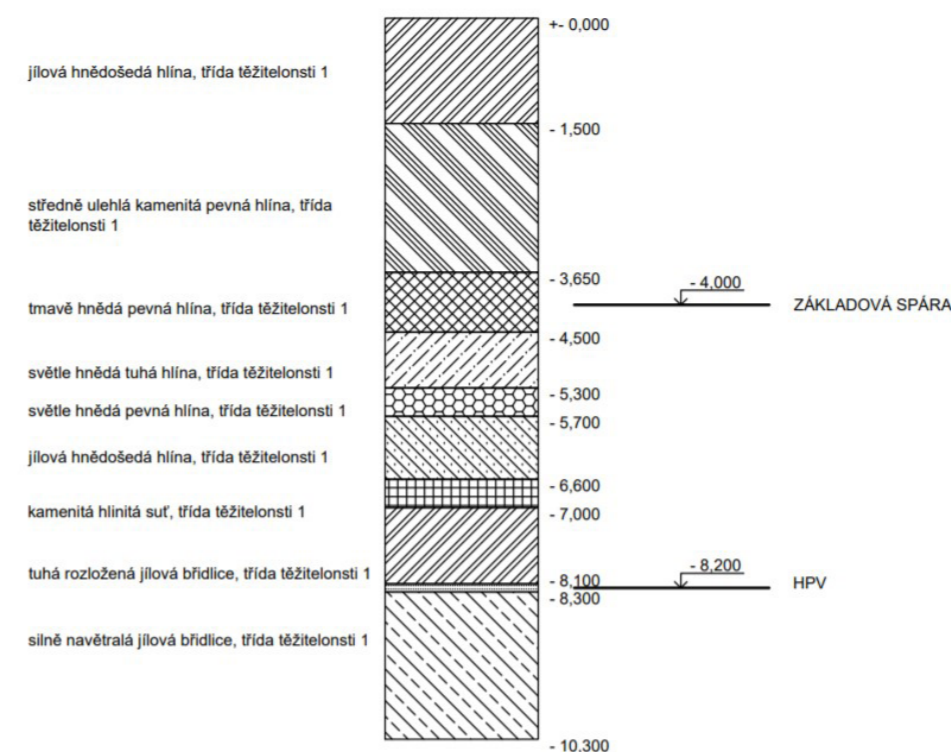 +- 0,000
jílová hnědošedá hlína, třída těžitelonsti 1
- 1,500
středně ulehlá kamenitá pevná hlína, třída
těžitelonsti 1
- 3,650
- 4,000
ZÁKLADOVÁ SPÁRA
tmavě hnědá pevná hlína, třída těžitelonsti 1
- 4,500
světle hnědá tuhá hlína, třída těžitelonsti 1
- 5,300
světle hnědá pevná hlína, třída těžitelonsti 1
- 5,700
jílová hnědošedá hlína, třída těžitelonsti 1
- 6,600
kamenitá hlinitá suť, třída těžitelonsti 1
- 7,000
tuhá rozložená jílová břidlice, třída těžitelonsti 1
- 8,100
- 8,200
HPV
- 8,300
silně navětralá jílová břidlice, třída těžitelonsti 1
- 10,300